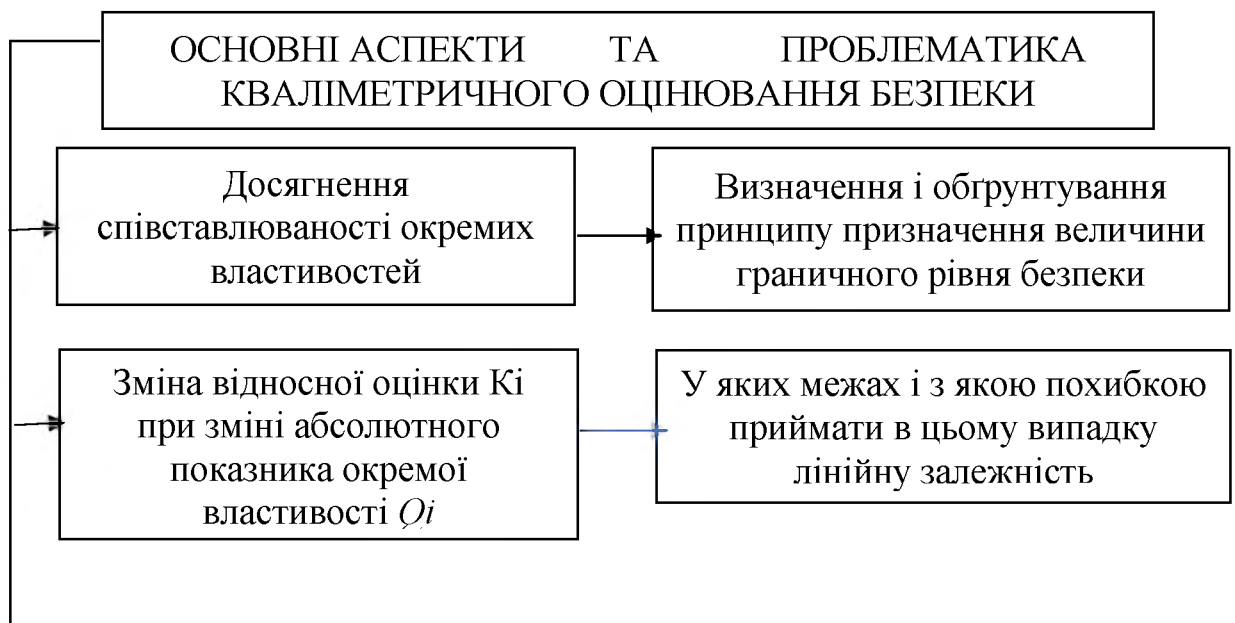 ОСНОВНІ АСПЕКТИ ТА ПРОБЛЕМАТИКА
КВАЛІМЕТРИЧНОГО ОЦІНЮВАННЯ БЕЗПЕКИ
Досягнення
співставлюваності окремих
властивостей
Визначення і обґрунтування
принципу призначення величини
граничного рівня безпеки
Зміна відносної оцінки Кі
при зміні абсолютного
показника окремої
властивості Qi
У яких межах і з якою похибкою
приймати в цьому випадку
лінійну залежність